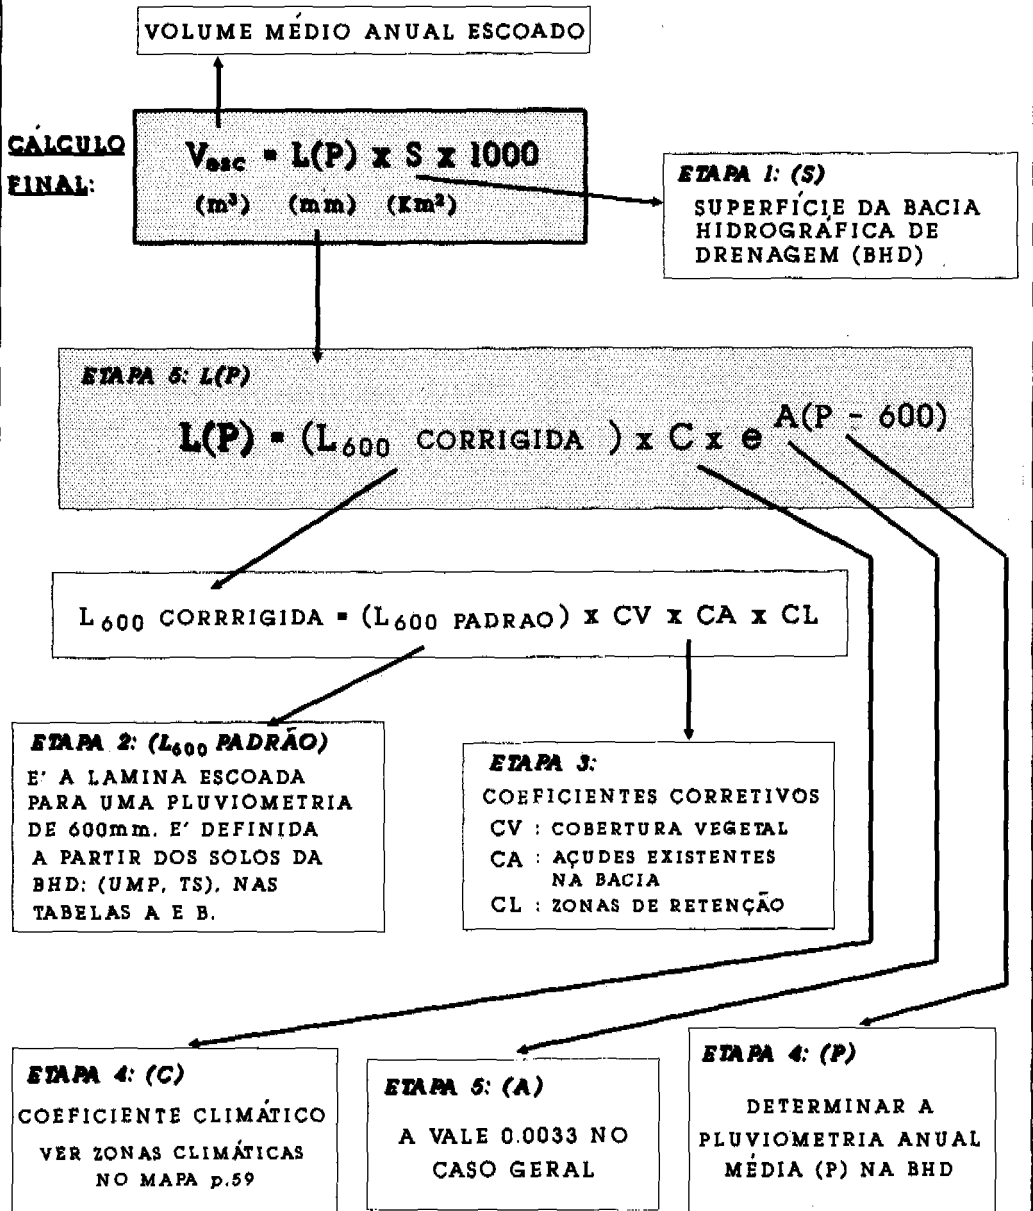 VOLUME MÉDIO ANUAL ESCOADO
CÁLCULO
FINAL:
Vesc = L(P) x S x 1000
(m³) (mm) (Km²)
ETAPA 1: (S)
SUPERFÍCIE DA BACIA
HIDROGRÁFICA DE
DRENAGEM (BHD)
ETAPA 5: L(P)
L(P) = (L600 CORRIGIDA ) x C x e A(P - 600)
L600 CORRRIGIDA = (L600 PADRAO) x CV x CA x CL
ETAPA 2: (L600 PADRÃO)
E' A LAMINA ESCOADA
PARA UMA PLUVIOMETRIA
DE 600mm. E' DEFINIDA
A PARTIR DOS SOLOS DA
BHD: (UMP, TS), NAS
TABELAS A E B.
ETAPA 3:
COEFICIENTES CORRETIVOS
CV : COBERTURA VEGETAL
CA : AÇUDES EXISTENTES
NA BACIA
CL : ZONAS DE RETENÇÃO
ETAPA 4: (C)
COEFICIENTE CLIMÁTICO
VER ZONAS CLIMÁTICAS
NO MAPA p.59
ETAPA 5: (A)
A VALE 0.0033 NO
CASO GERAL
ETAPA 4: (P)
DETERMINAR A
PLUVIOMETRIA ANUAL
MÉDIA (P) NA BHD